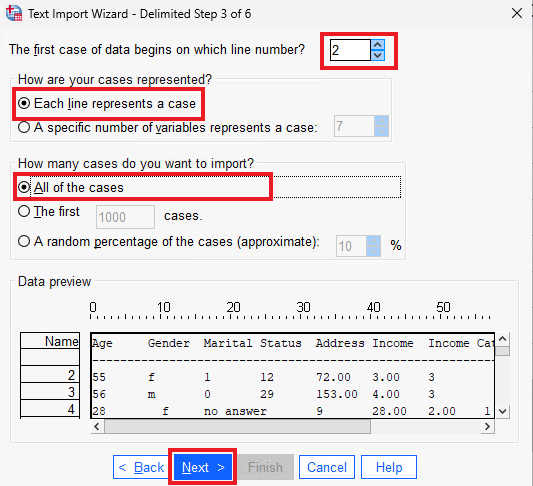 Text Import Wizard - Delimited Step 3 of 6
The first case of data begins on which line number? 2
How are your cases represented?
Each line represents a case
A specific number of variables represents a case: 7
How many cases do you want to import?
All of the cases
The first 1000 cases.
A random percentage of the cases (approximate): 10 %
Data preview
0 10 20 30 40 50
Name Age Gender Marital Status Address Income Income Cat
2 55 f 1 12 72.00 3.00 3
3 56 m 0 29 153.00 4.00 3
4 28 f no answer 9 28.00 2.00 1
< Back Next > Finish Cancel Help